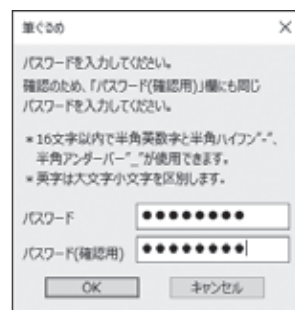 筆ぐるめ
パスワードを入力してください。
確認のため、「パスワード(確認用)」欄にも同じ
パスワードを入力してください。
*16文字以内で半角英数字と半角ハイフン"-"、
半角アンダーバー"_"が使用できます。
*英字は大文字小文字を区別します。
パスワード ●●●●●●●●
パスワード(確認用) ●●●●●●●●
OK キャンセル